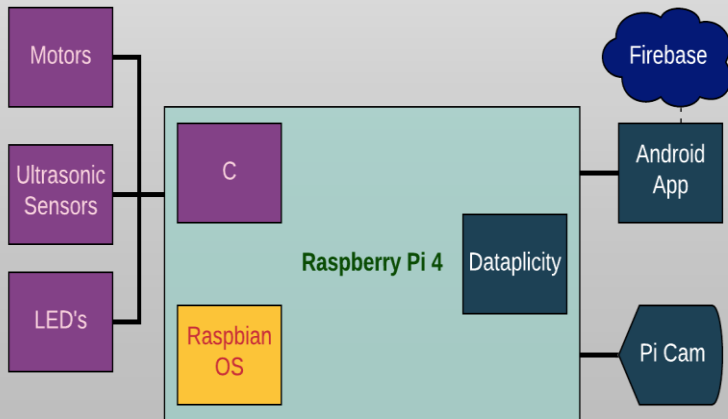 Motors
Firebase
Android
App
Ultrasonic
Sensors
C
Raspberry Pi 4
Dataplicity
LED's
Raspbian
OS
Pi Cam